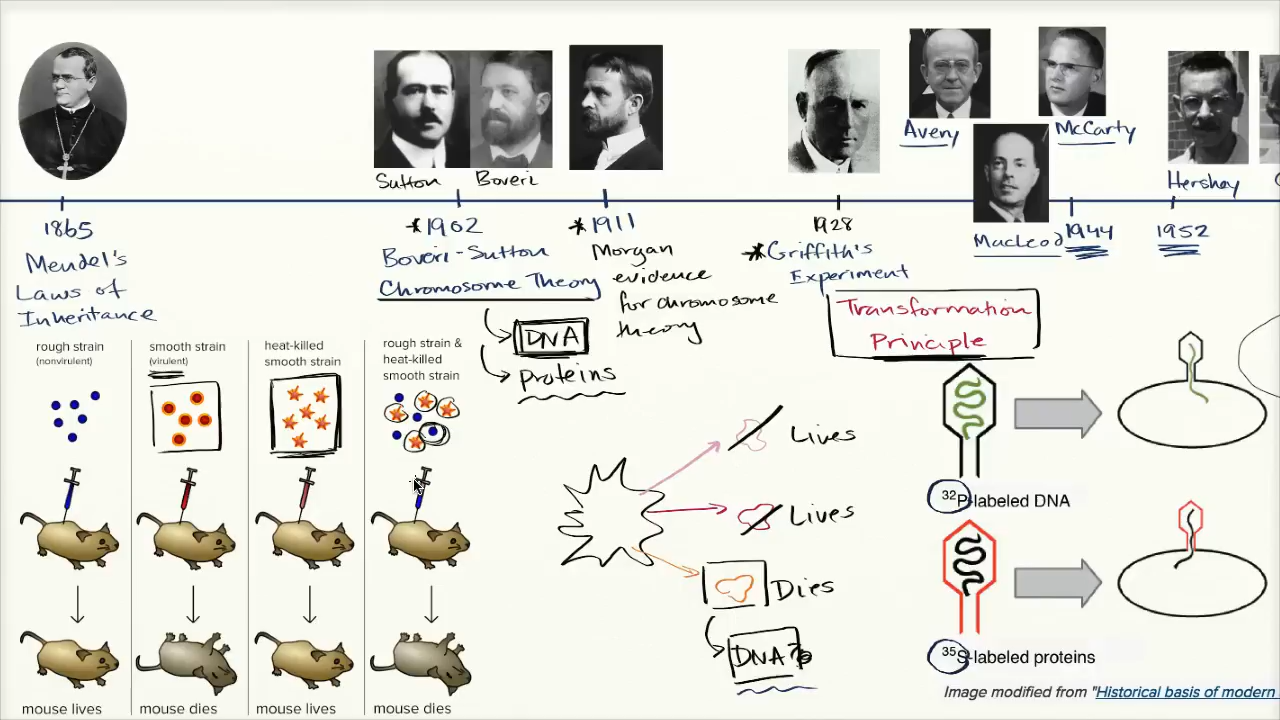 Avery
McCarty
Sutton
Boveri
Hershey
MacLeod
1865
Mendel's
Laws of
Inheritance
*1902
Boveri-Sutton
Chromosome Theory
DNA
Proteins
*1911
Morgan
evidence
for chromosome
theory
1928
*Griffith's
Experiment
Transformation
Principle
1944
1952
rough strain
(nonvirulent)
smooth strain
(virulent)
heat-killed
smooth strain
rough strain &
heat-killed
smooth strain
mouse lives
mouse dies
mouse lives
mouse dies
Lives
Lives
Dies
DNA?
32P-labeled DNA
35S-labeled proteins
Image modified from "Historical basis of modern